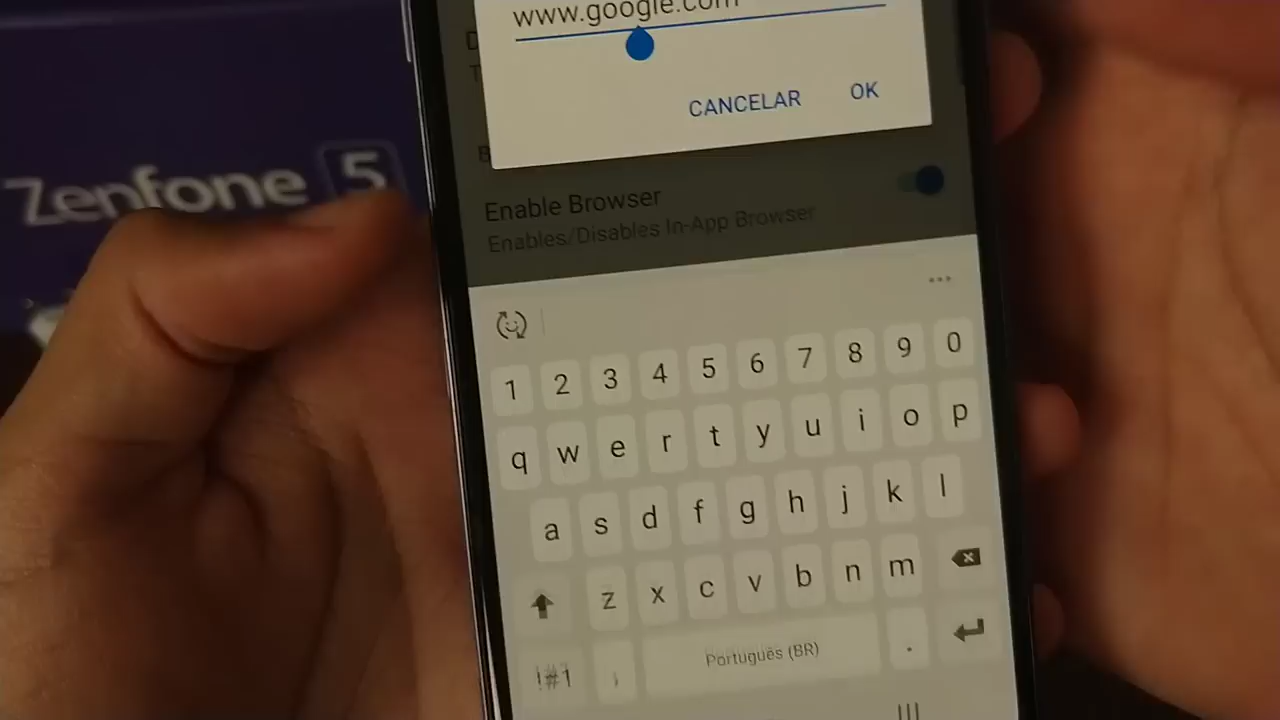 www.google.com
CANCELAR OK
Zenfone 5
Enable Browser
Enables/Disables In-App Browser
1 2 3 4 5 6 7 8 9 0
q w e r t y u i o p
a s d f g h j k l
z x c v b n m
!#1 , Português (BR) .